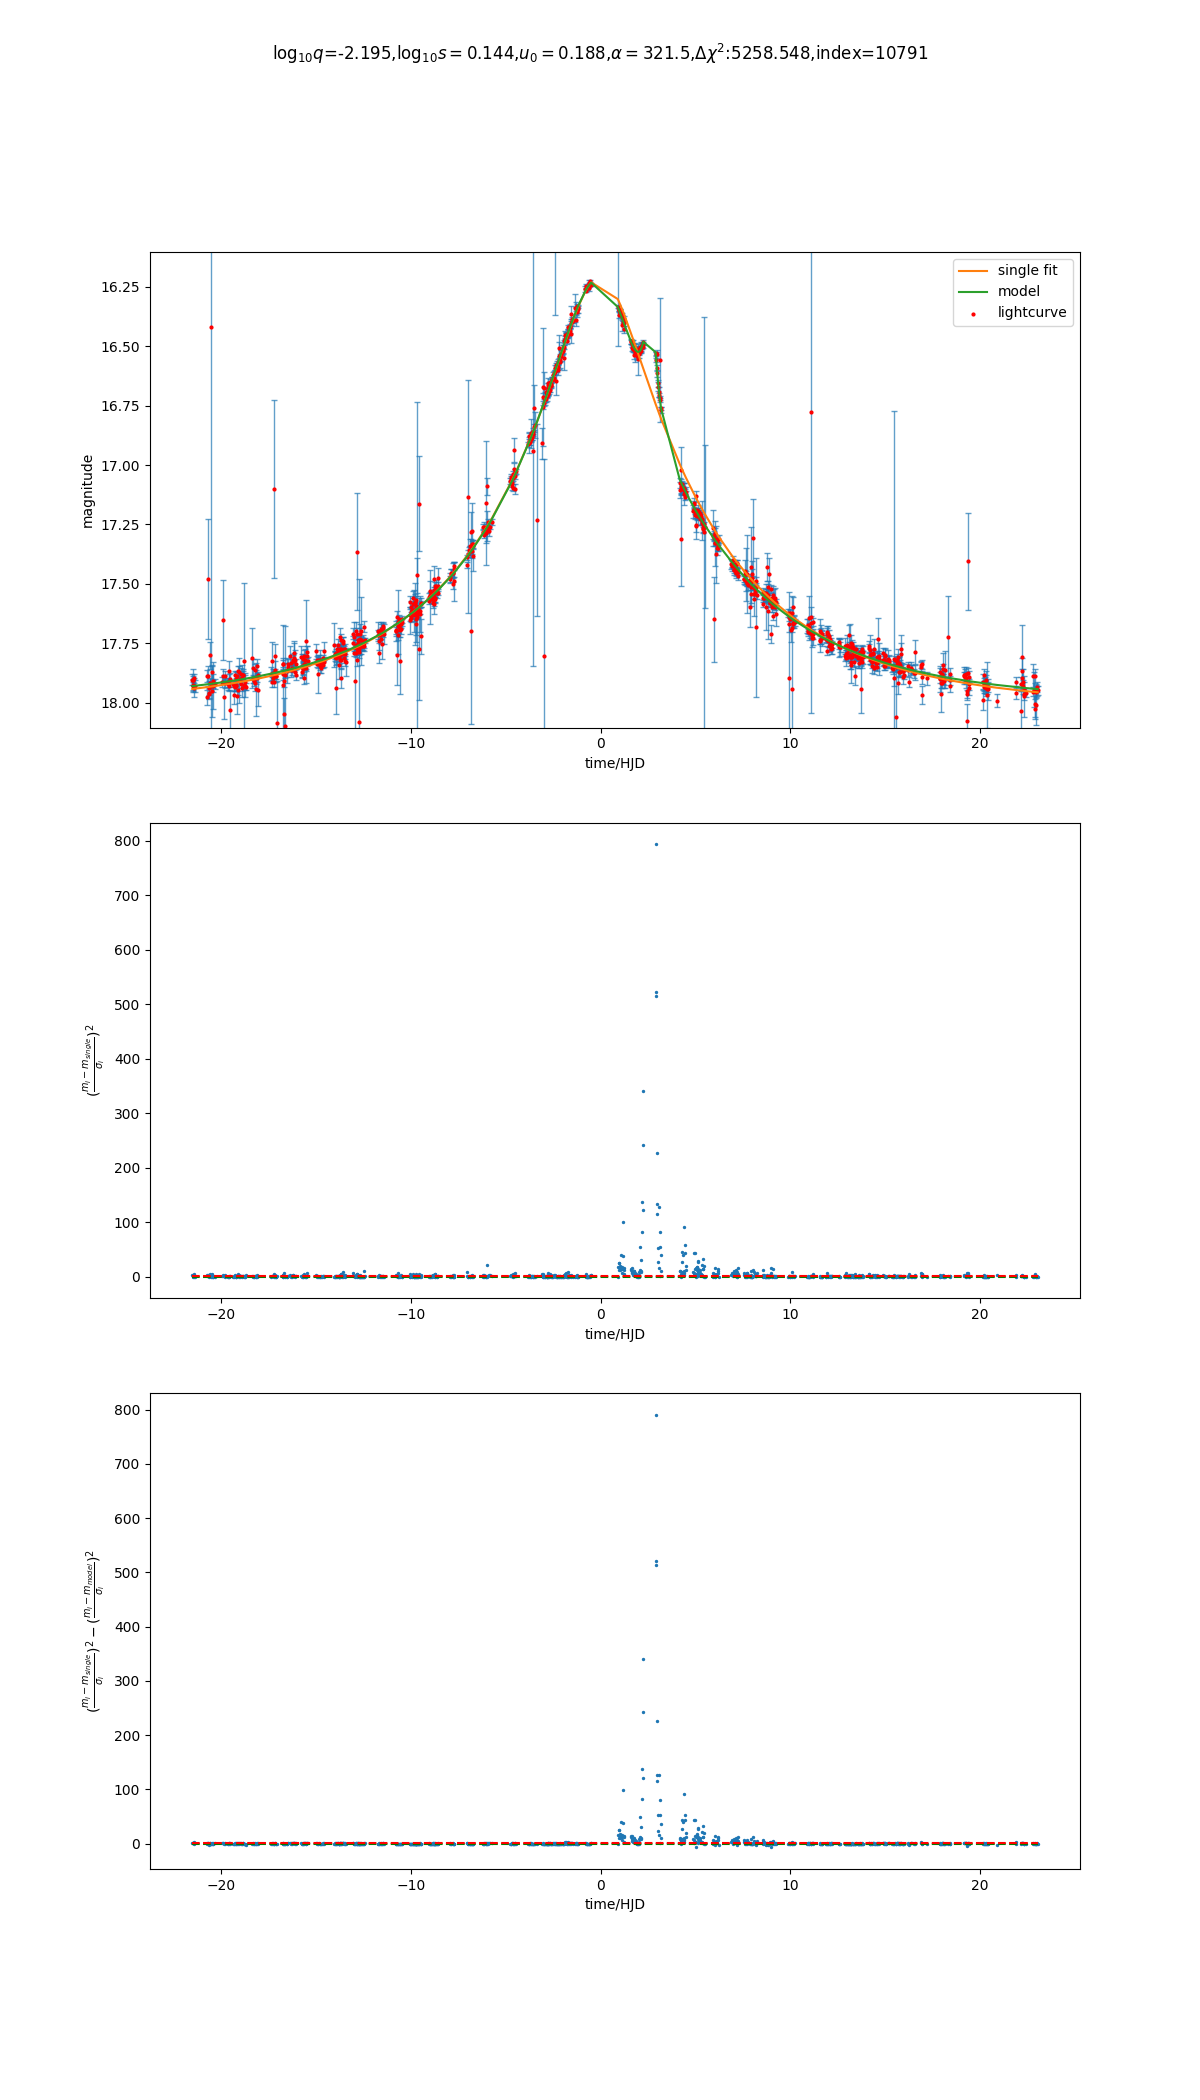 log₁₀q=-2.195,log₁₀s = 0.144,u₀ = 0.188,α = 321.5,Δχ²:5258.548,index=10791
single fit
model
lightcurve
16.25
16.50
16.75
17.00
17.25
17.50
17.75
18.00
magnitude
−20 −10 0 10 20
time/HJD
800
700
600
500
400
300
200
100
0
(mᵢ − m_single / σᵢ)²
−20 −10 0 10 20
time/HJD
800
700
600
500
400
300
200
100
0
(mᵢ − m_single / σᵢ)² − (mᵢ − m_model / σᵢ)²
−20 −10 0 10 20
time/HJD